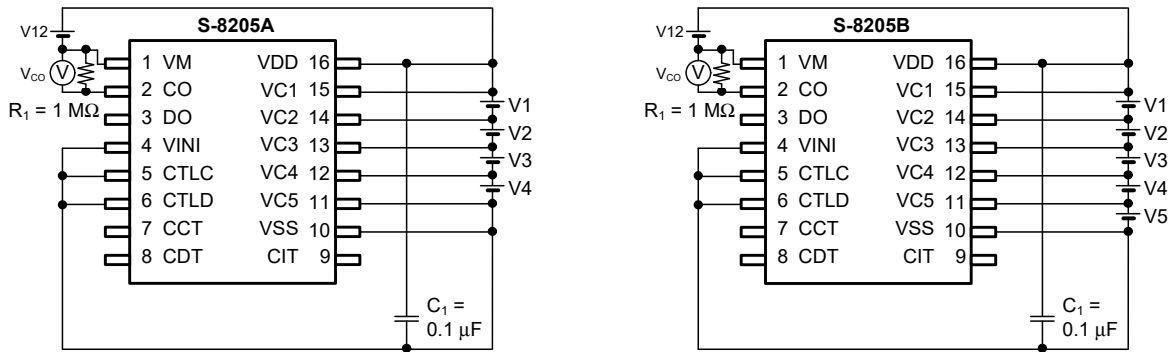 S-8205A
V12
V
VCO
R1 = 1 MΩ
1 VM
2 CO
3 DO
4 VINI
5 CTLC
6 CTLD
7 CCT
8 CDT
VDD 16
VC1 15
VC2 14
VC3 13
VC4 12
VC5 11
VSS 10
CIT 9
V1
V2
V3
V4
C1 =
0.1 μF
S-8205B
V12
V
VCO
R1 = 1 MΩ
1 VM
2 CO
3 DO
4 VINI
5 CTLC
6 CTLD
7 CCT
8 CDT
VDD 16
VC1 15
VC2 14
VC3 13
VC4 12
VC5 11
VSS 10
CIT 9
V1
V2
V3
V4
V5
C1 =
0.1 μF